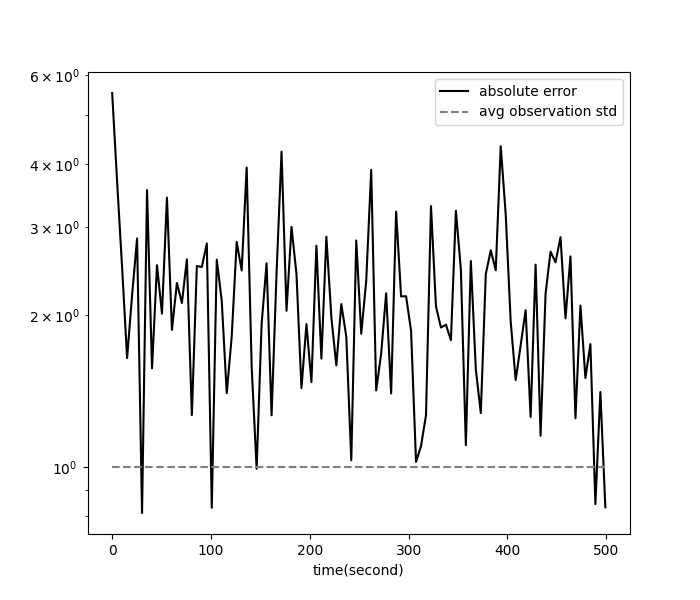 6 × 10⁰
4 × 10⁰
3 × 10⁰
2 × 10⁰
10⁰
absolute error
avg observation std
0 100 200 300 400 500
time(second)